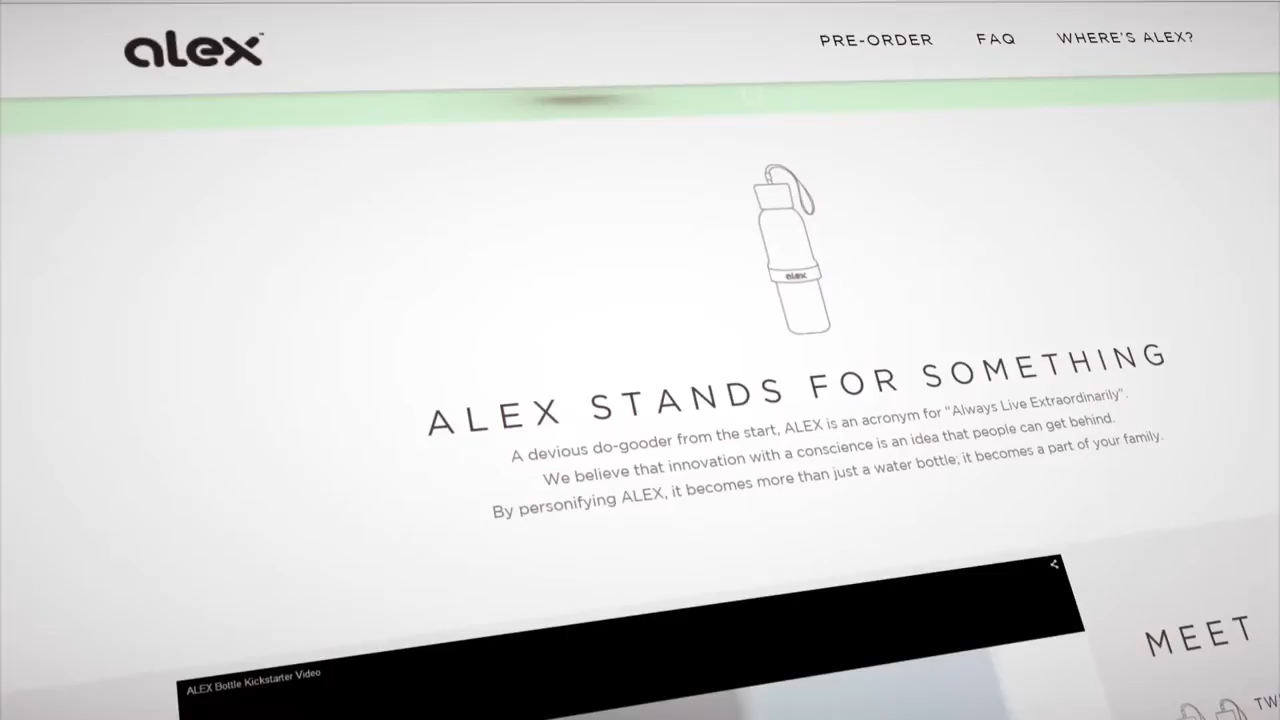 alex™
PRE-ORDER
FAQ
WHERE'S ALEX?
alex
ALEX STANDS FOR SOMETHING
A devious do-gooder from the start, ALEX is an acronym for "Always Live Extraordinarily".
We believe that innovation with a conscience is an idea that people can get behind.
By personifying ALEX, it becomes more than just a water bottle; it becomes a part of your family.
ALEX Bottle Kickstarter Video
MEET
TW